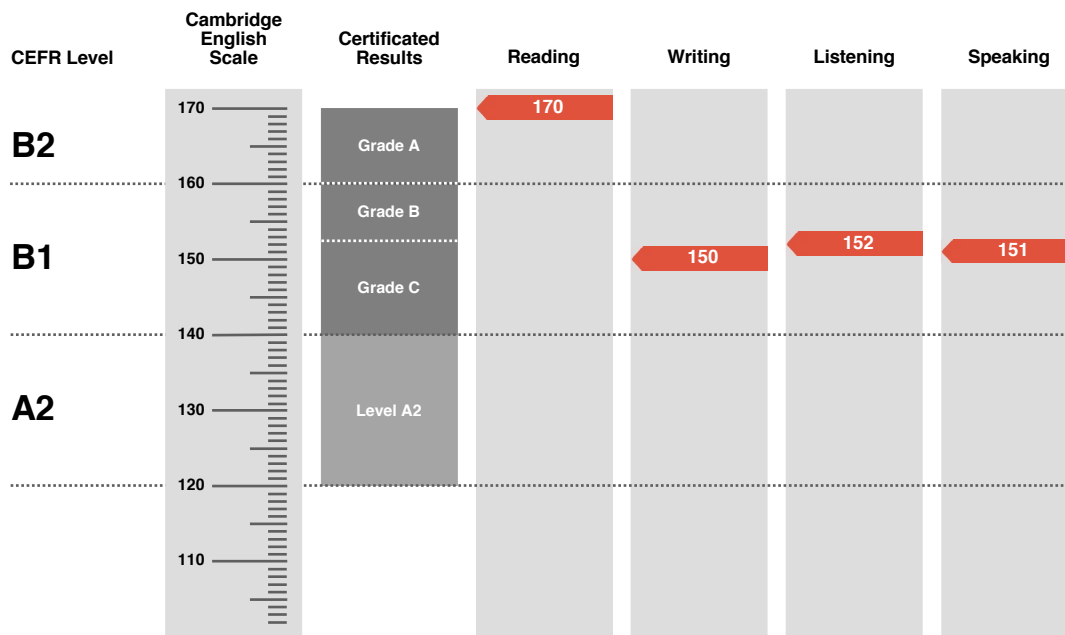 CEFR Level
Cambridge
English
Scale
Certificated
Results
Reading
Writing
Listening
Speaking
170
170
B2
Grade A
160
Grade B
B1
150
150
152
151
Grade C
140
A2
130
Level A2
120
110